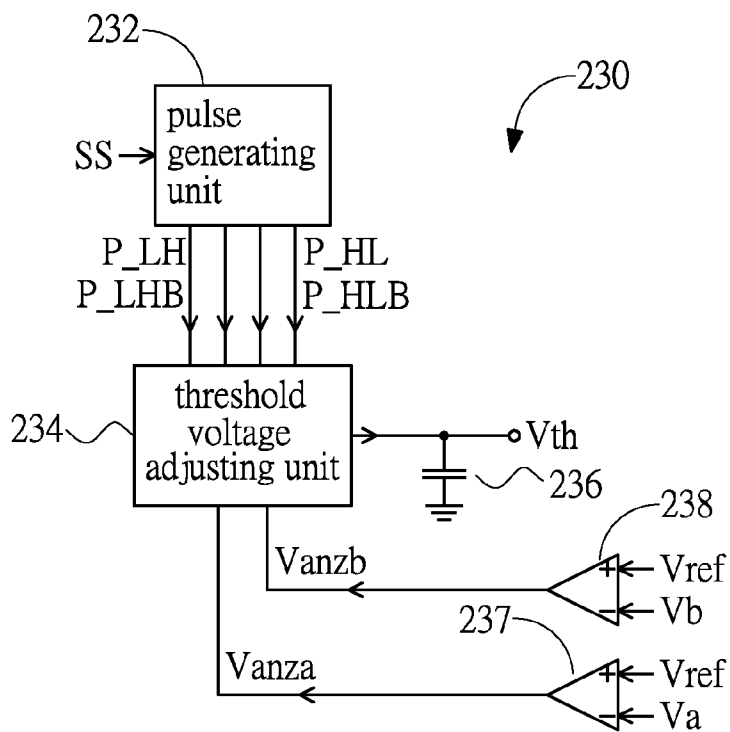 232
230
pulse
generating
unit
SS
P_LH
P_HL
P_LHB
P_HLB
234
threshold
voltage
adjusting unit
Vth
236
238
Vanzb
+
Vref
-
Vb
237
Vanza
+
Vref
-
Va